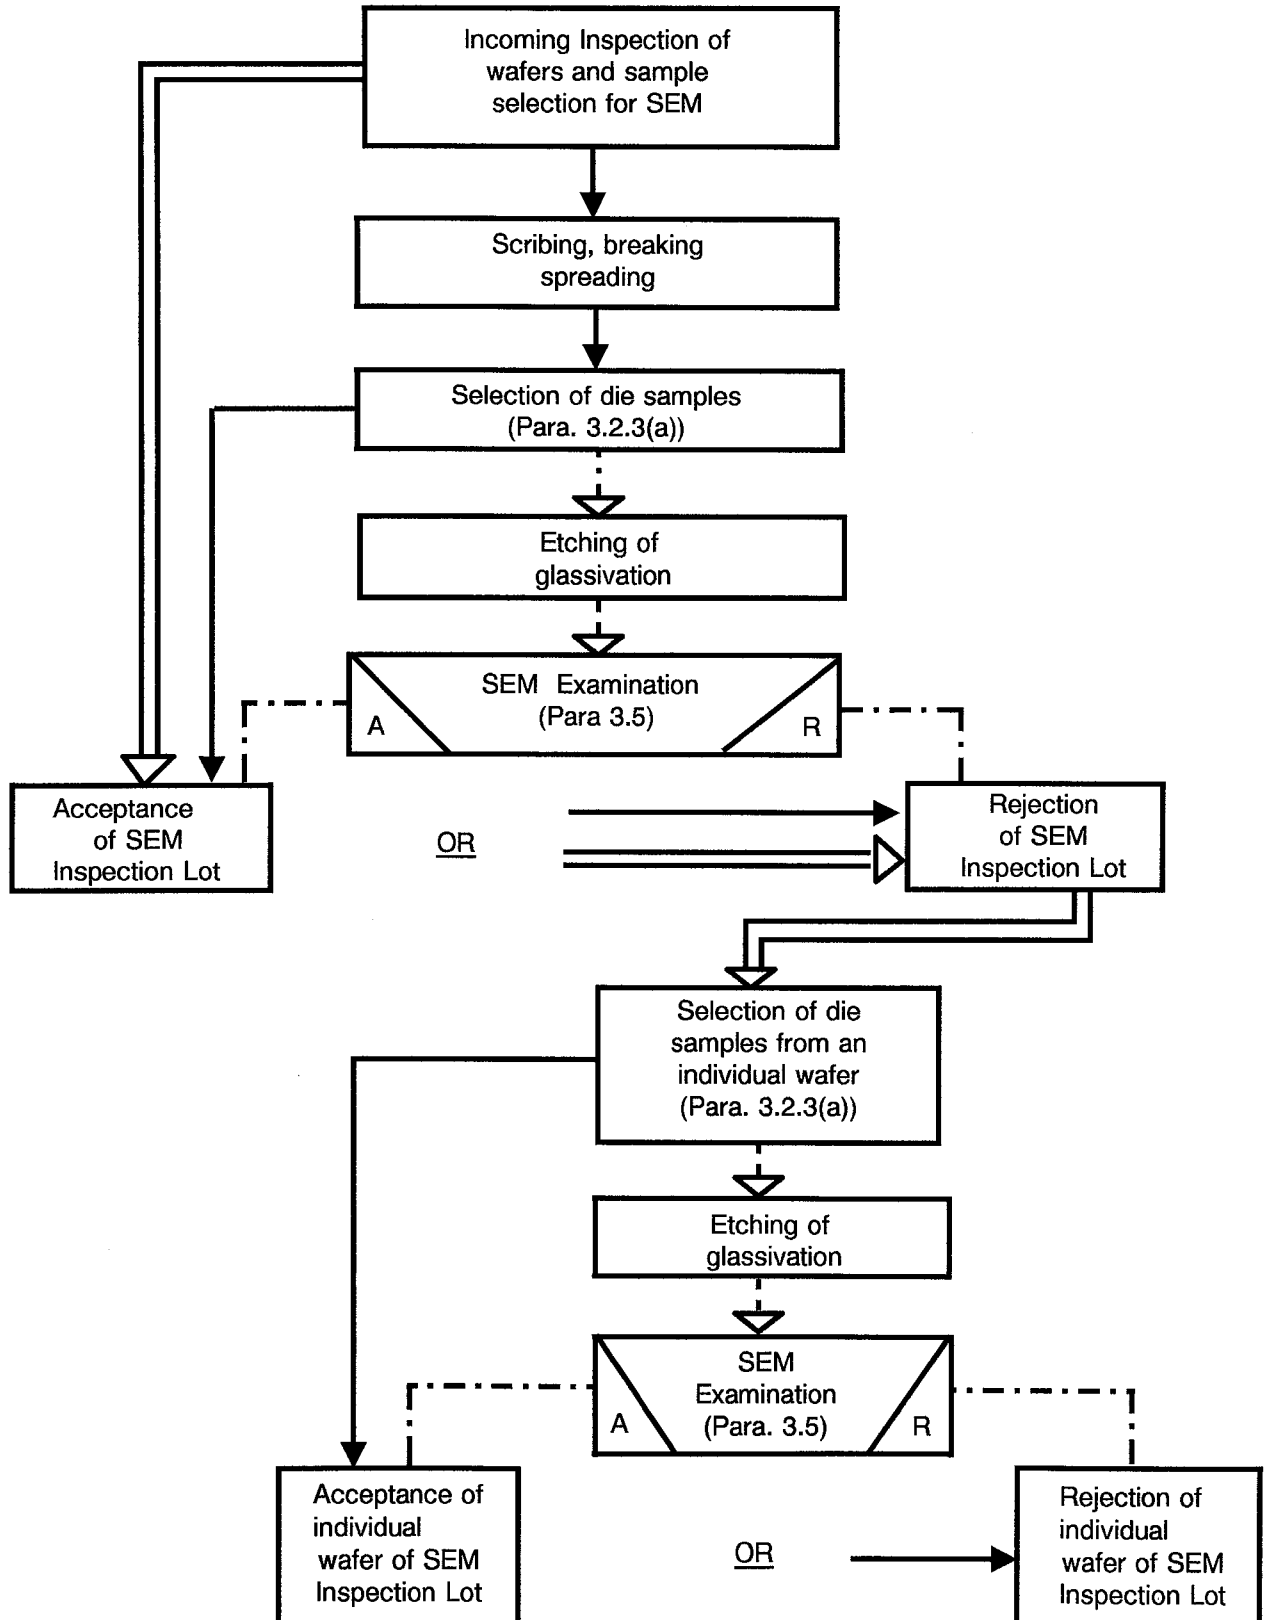 Incoming Inspection of
wafers and sample
selection for SEM
Scribing, breaking
spreading
Selection of die samples
(Para. 3.2.3(a))
Etching of
glassivation
SEM Examination
(Para 3.5)
A
R
Acceptance
of SEM
Inspection Lot
OR
Rejection
of SEM
Inspection Lot
Selection of die
samples from an
individual wafer
(Para. 3.2.3(a))
Etching of
glassivation
SEM
Examination
(Para. 3.5)
A
R
Acceptance of
individual
wafer of SEM
Inspection Lot
OR
Rejection of
individual
wafer of SEM
Inspection Lot